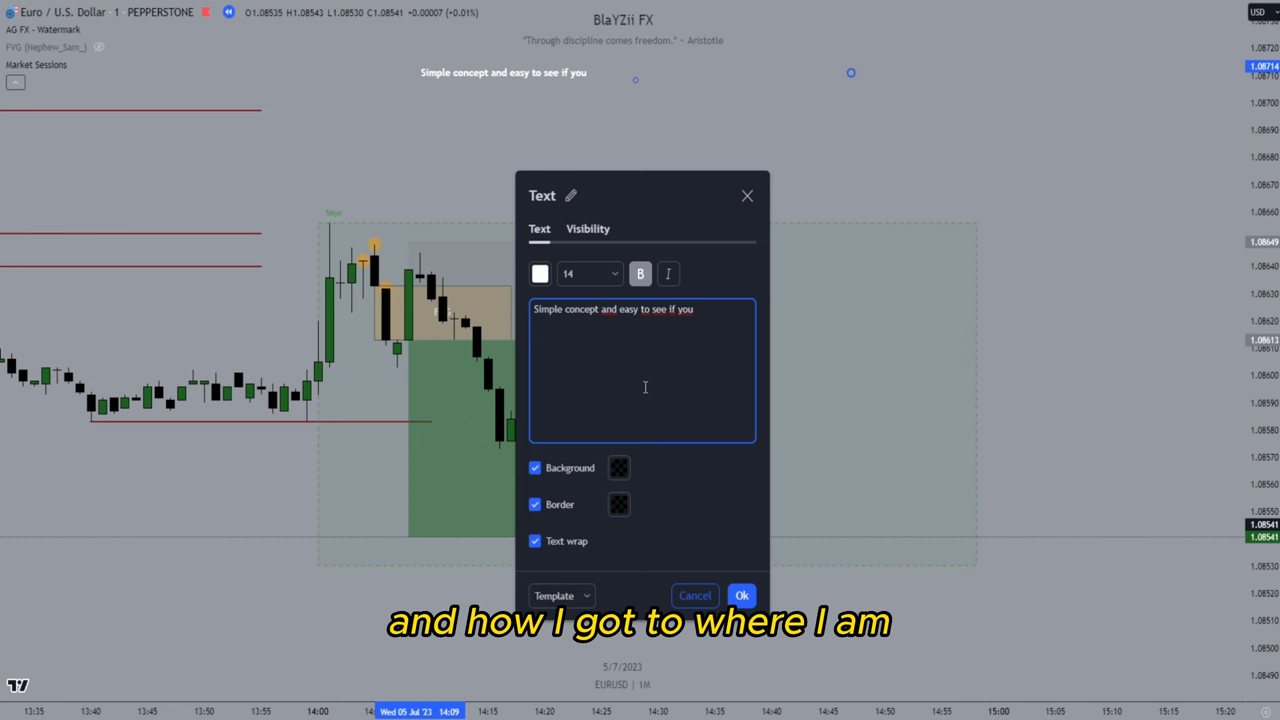 Euro / U.S. Dollar · 1 · PEPPERSTONE
O1.08535 H1.08543 L1.08530 C1.08541 +0.00007 (+0.01%)
AG FX - Watermark
FVG (Nephew_Sam_)
Market Sessions
BlaYZii FX
"Through discipline comes freedom." ~ Aristotle
Simple concept and easy to see if you
USD
1.08720
1.08714
1.08710
1.08700
1.08690
1.08680
1.08670
1.08660
1.08649
1.08640
1.08630
1.08620
1.08613
1.08610
1.08600
1.08590
1.08580
1.08570
1.08560
1.08550
1.08541
1.08541
1.08530
1.08520
1.08510
1.08500
1.08490
Tokyo
Text
Text Visibility
14 B I
Simple concept and easy to see if you
Background
Border
Text wrap
Template Cancel Ok
and how I got to where I am
5/7/2023
EURUSD | 1M
13:35 13:40 13:45 13:50 13:55 14:00 Wed 05 Jul '23 14:09 14:15 14:20 14:25 14:30 14:35 14:40 14:45 14:50 14:55 15:00 15:05 15:10 15:15 15:20